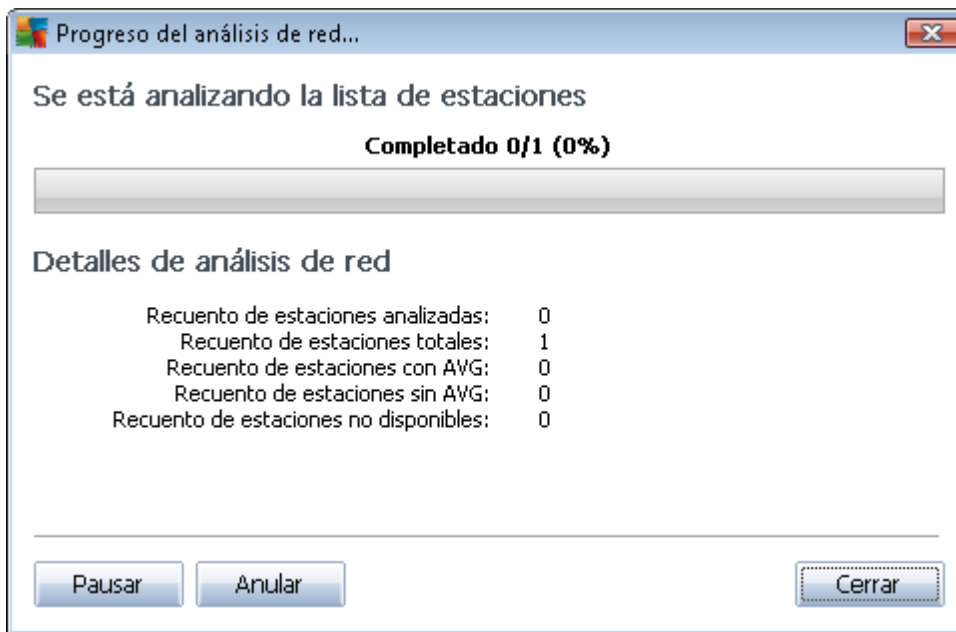 Progreso del análisis de red...
Se está analizando la lista de estaciones
Completado 0/1 (0%)
Detalles de análisis de red
Recuento de estaciones analizadas: 0
Recuento de estaciones totales: 1
Recuento de estaciones con AVG: 0
Recuento de estaciones sin AVG: 0
Recuento de estaciones no disponibles: 0
Pausar Anular Cerrar